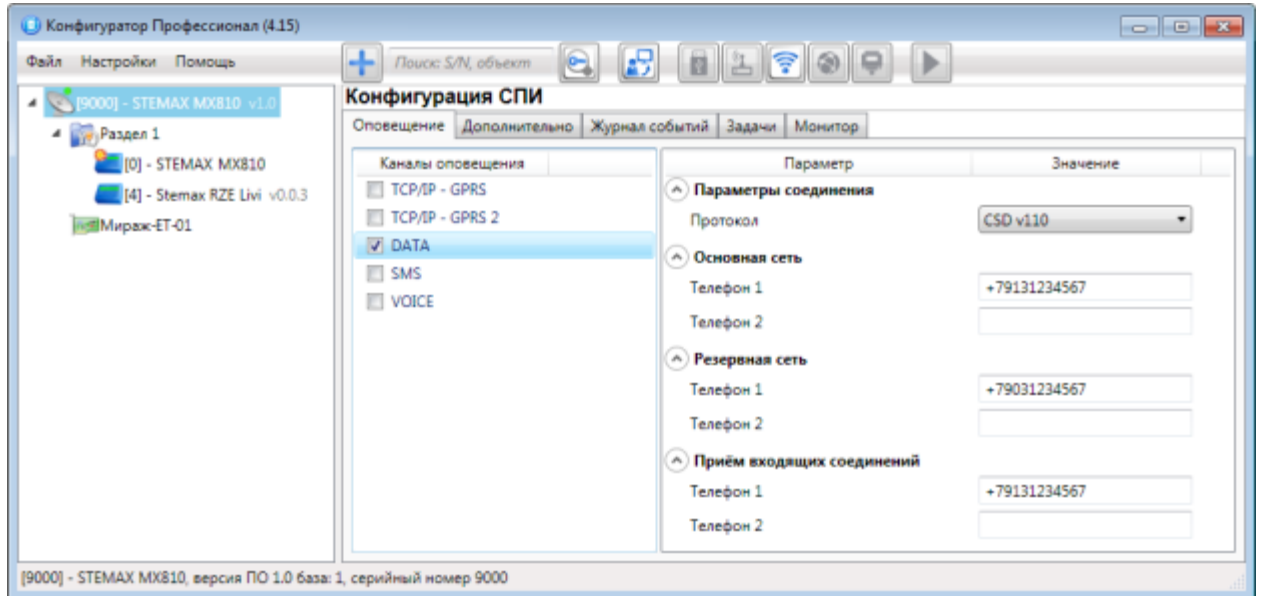 Конфигуратор Профессионал (4.15)
Файл Настройки Помощь
Поиск: S/N, объект
[9000] - STEMAX MX810 v1.0
Раздел 1
[0] - STEMAX MX810
[4] - Stemax RZE Livi v0.0.3
Мираж-ET-01
Конфигурация СПИ
Оповещение Дополнительно Журнал событий Задачи Монитор
Каналы оповещения
TCP/IP - GPRS
TCP/IP - GPRS 2
DATA
SMS
VOICE
Параметр Значение
Параметры соединения
Протокол CSD v110
Основная сеть
Телефон 1 +79131234567
Телефон 2
Резервная сеть
Телефон 1 +79031234567
Телефон 2
Приём входящих соединений
Телефон 1 +79131234567
Телефон 2
[9000] - STEMAX MX810, версия ПО 1.0 база: 1, серийный номер 9000